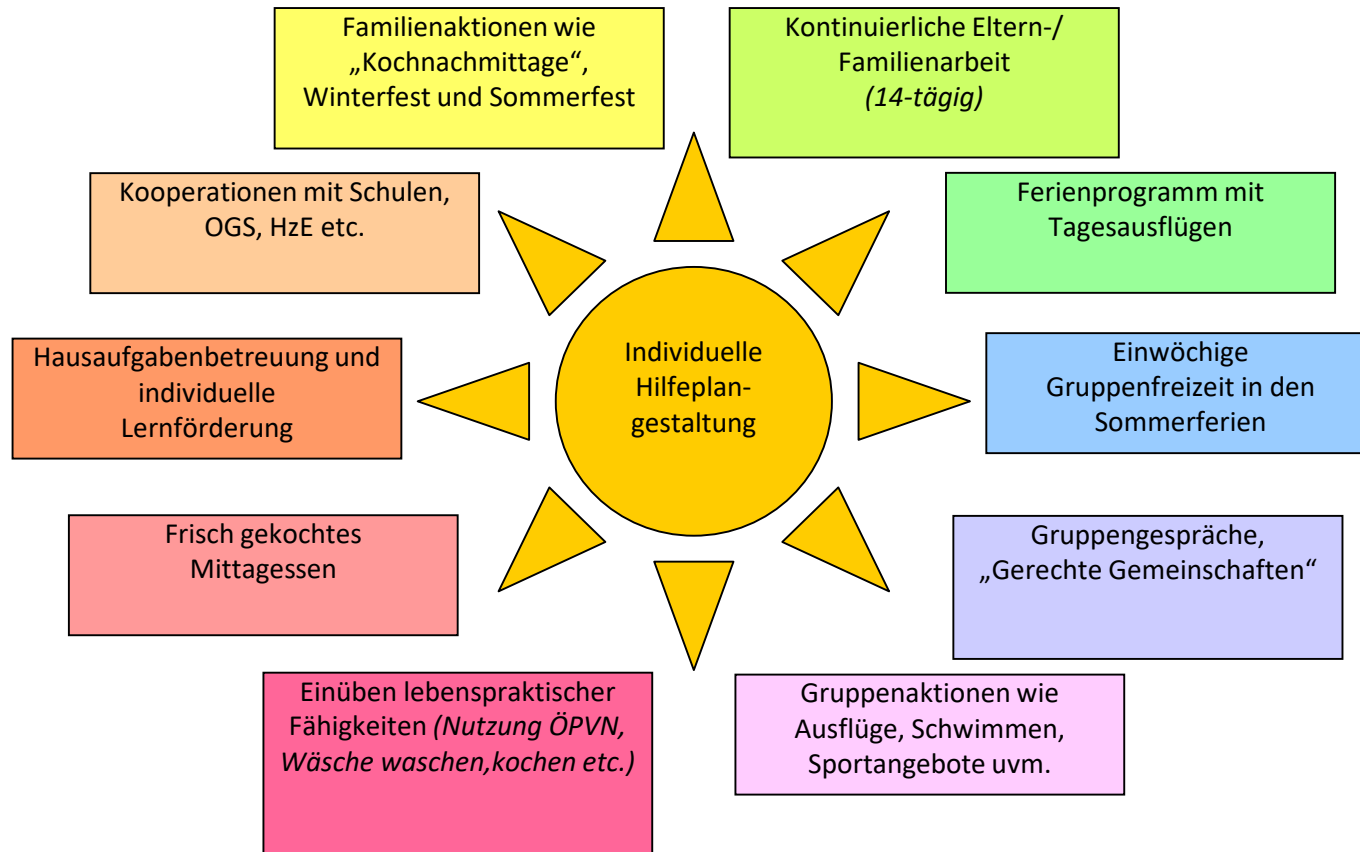 Familienaktionen wie
„Kochnachmittage“,
Winterfest und Sommerfest
Kontinuierliche Eltern-/
Familienarbeit
(14-tägig)
Kooperationen mit Schulen,
OGS, HzE etc.
Ferienprogramm mit
Tagesausflügen
Hausaufgabenbetreuung und
individuelle
Lernförderung
Individuelle
Hilfeplan-
gestaltung
Einwöchige
Gruppenfreizeit in den
Sommerferien
Frisch gekochtes
Mittagessen
Gruppengespräche,
„Gerechte Gemeinschaften“
Einüben lebenspraktischer
Fähigkeiten (Nutzung ÖPVN,
Wäsche waschen,kochen etc.)
Gruppenaktionen wie
Ausflüge, Schwimmen,
Sportangebote uvm.